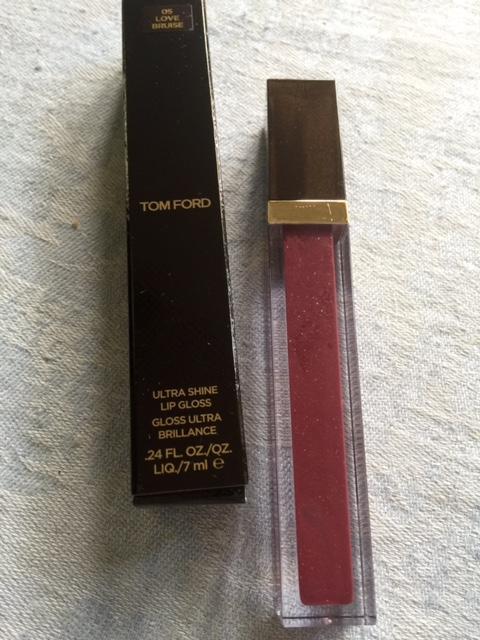 05
LOVE
BRUISE
TOM FORD
ULTRA SHINE
LIP GLOSS
GLOSS ULTRA
BRILLANCE
.24 FL. OZ./OZ.
LIQ./7 ml ℮